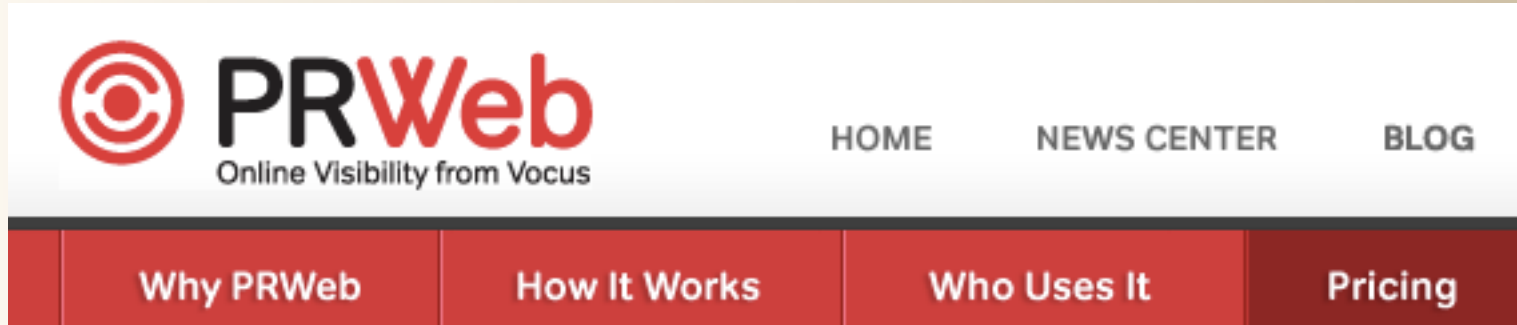 PRWeb
Online Visibility from Vocus
HOME NEWS CENTER BLOG
Why PRWeb How It Works Who Uses It Pricing